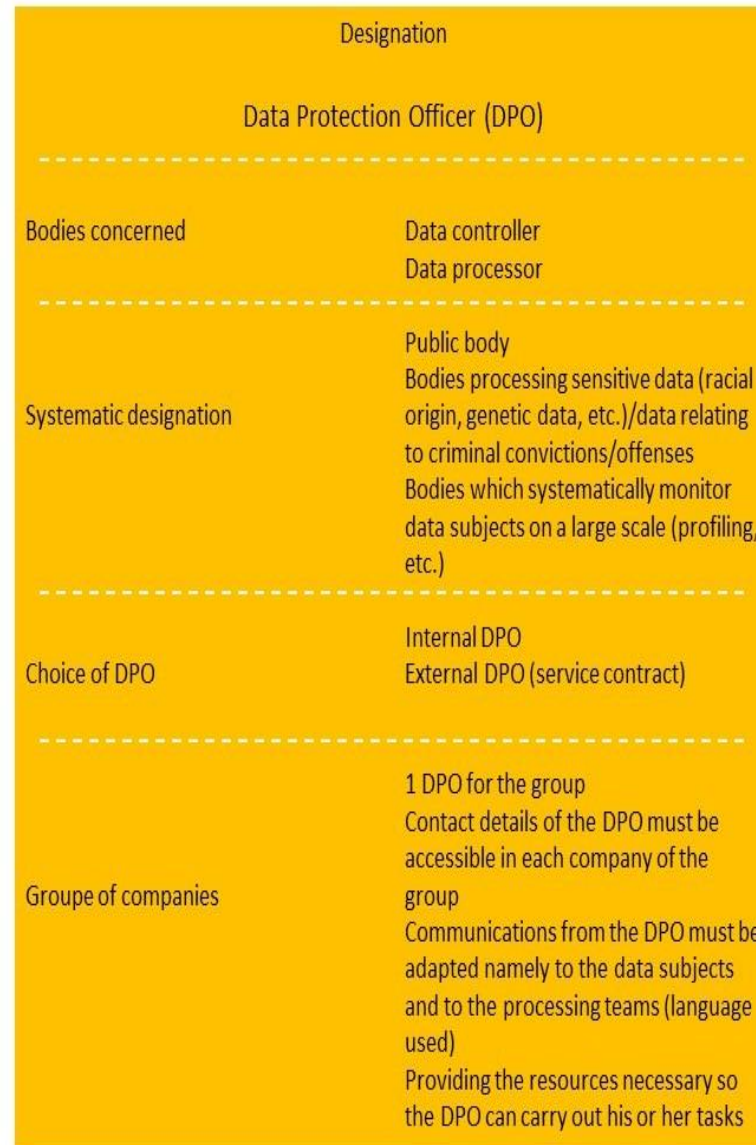 Designation
Data Protection Officer (DPO)
Bodies concerned
Data controller
Data processor
Systematic designation
Public body
Bodies processing sensitive data (racial
origin, genetic data, etc.)/data relating
to criminal convictions/offenses
Bodies which systematically monitor
data subjects on a large scale (profiling,
etc.)
Choice of DPO
Internal DPO
External DPO (service contract)
Groupe of companies
1 DPO for the group
Contact details of the DPO must be
accessible in each company of the
group
Communications from the DPO must be
adapted namely to the data subjects
and to the processing teams (language
used)
Providing the resources necessary so
the DPO can carry out his or her tasks